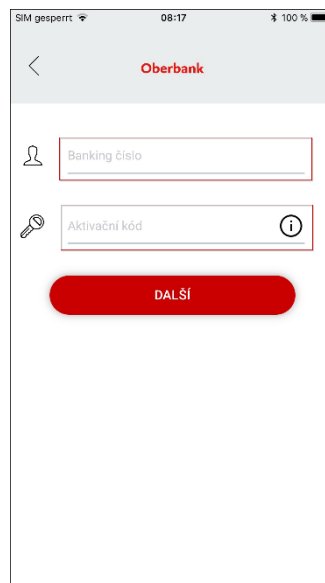 SIM gesperrt 08:17 100 %
Oberbank
Banking číslo
Aktivační kód
DALŠÍ